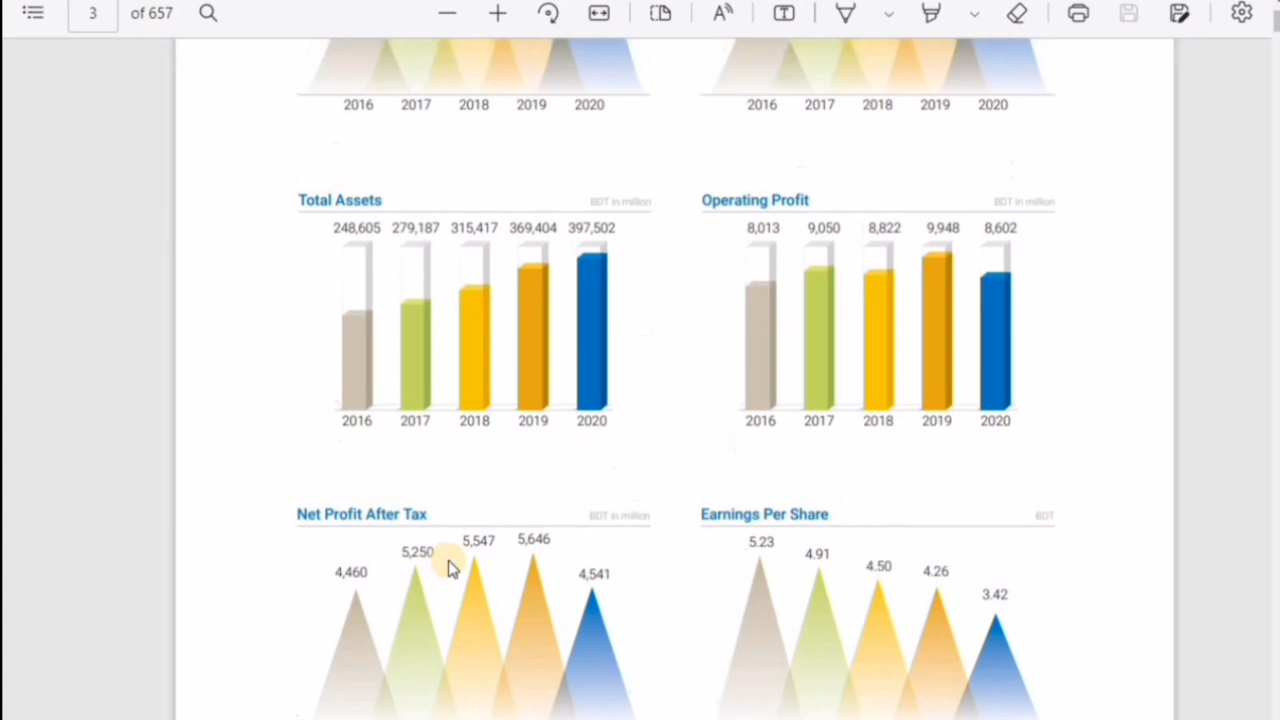 3 of 657
2016 2017 2018 2019 2020
2016 2017 2018 2019 2020
Total Assets BDT in million
248,605 279,187 315,417 369,404 397,502
2016 2017 2018 2019 2020
Operating Profit BDT in million
8,013 9,050 8,822 9,948 8,602
2016 2017 2018 2019 2020
Net Profit After Tax BDT in million
4,460 5,250 5,547 5,646 4,541
Earnings Per Share BDT
5.23 4.91 4.50 4.26 3.42